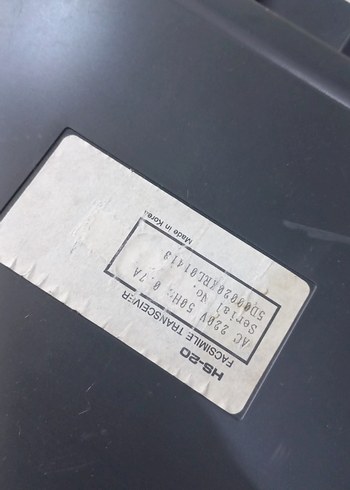 HS-20
FACSIMILE TRANSCEIVER
AC 220V 50Hz 0.7A
Serial No.
Made in Korea